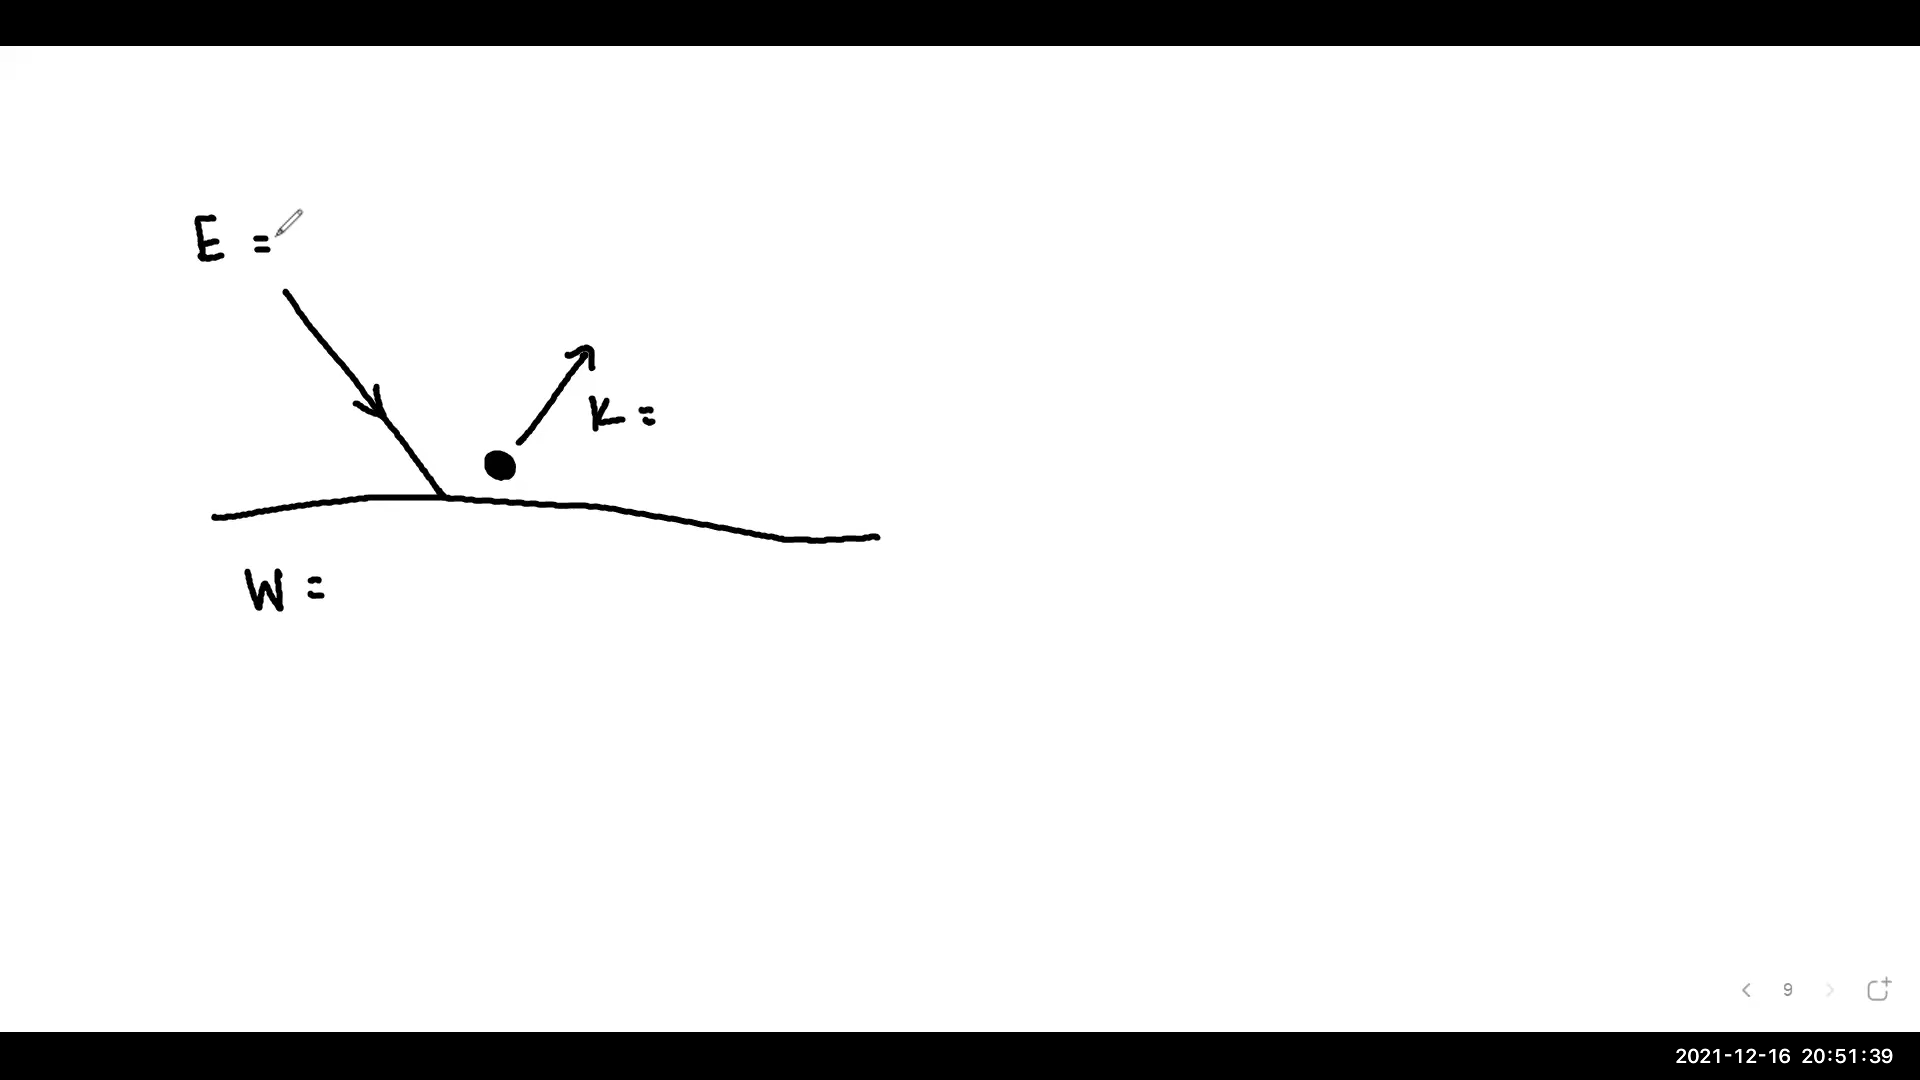 E =
K =
W =
9
2021-12-16 20:51:39